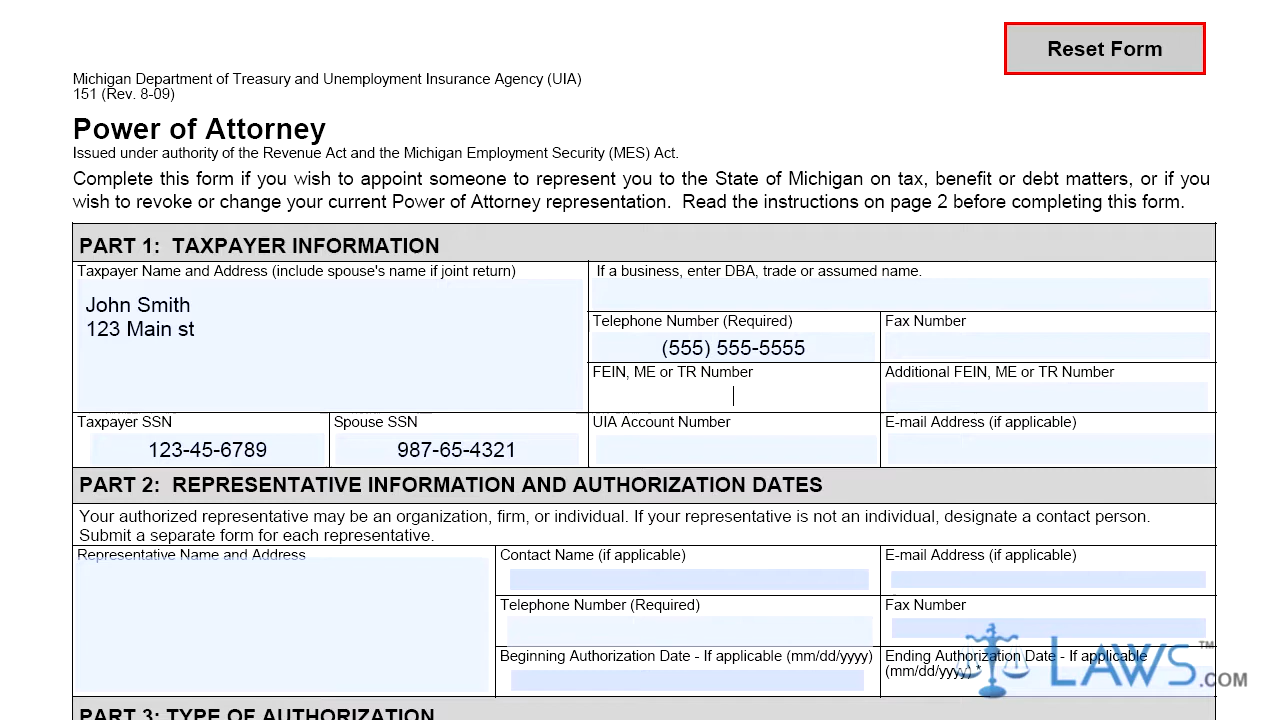 Reset Form
Michigan Department of Treasury and Unemployment Insurance Agency (UIA)
151 (Rev. 8-09)
Power of Attorney
Issued under authority of the Revenue Act and the Michigan Employment Security (MES) Act.
Complete this form if you wish to appoint someone to represent you to the State of Michigan on tax, benefit or debt matters, or if you
wish to revoke or change your current Power of Attorney representation. Read the instructions on page 2 before completing this form.
PART 1: TAXPAYER INFORMATION
Taxpayer Name and Address (include spouse's name if joint return)
John Smith
123 Main st
If a business, enter DBA, trade or assumed name.
Telephone Number (Required)
(555) 555-5555
Fax Number
FEIN, ME or TR Number
Additional FEIN, ME or TR Number
Taxpayer SSN
123-45-6789
Spouse SSN
987-65-4321
UIA Account Number
E-mail Address (if applicable)
PART 2: REPRESENTATIVE INFORMATION AND AUTHORIZATION DATES
Your authorized representative may be an organization, firm, or individual. If your representative is not an individual, designate a contact person.
Submit a separate form for each representative.
Representative Name and Address
Contact Name (if applicable)
E-mail Address (if applicable)
Telephone Number (Required)
Fax Number
Beginning Authorization Date - If applicable (mm/dd/yyyy)
Ending Authorization Date - If applicable
(mm/dd/yyyy) *
LAWS™.COM
PART 3: TYPE OF AUTHORIZATION